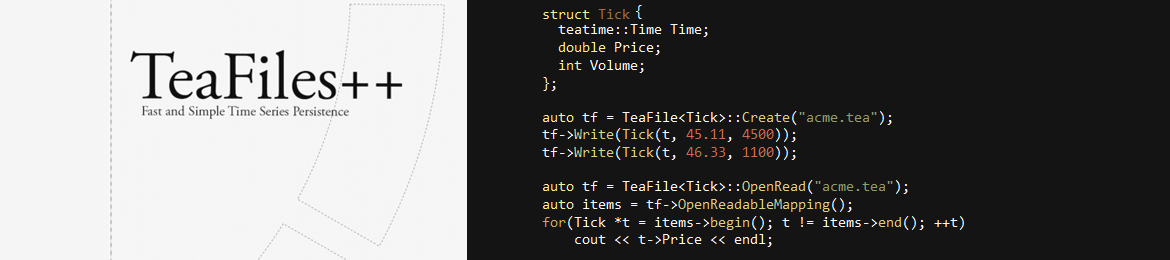 TeaFiles++
Fast and Simple Time Series Persistence
struct Tick {
  teatime::Time Time;
  double Price;
  int Volume;
};
auto tf = TeaFile<Tick>::Create("acme.tea");
tf->Write(Tick(t, 45.11, 4500));
tf->Write(Tick(t, 46.33, 1100));
auto tf = TeaFile<Tick>::OpenRead("acme.tea");
auto items = tf->OpenReadableMapping();
for(Tick *t = items->begin(); t != items->end(); ++t)
    cout << t->Price << endl;